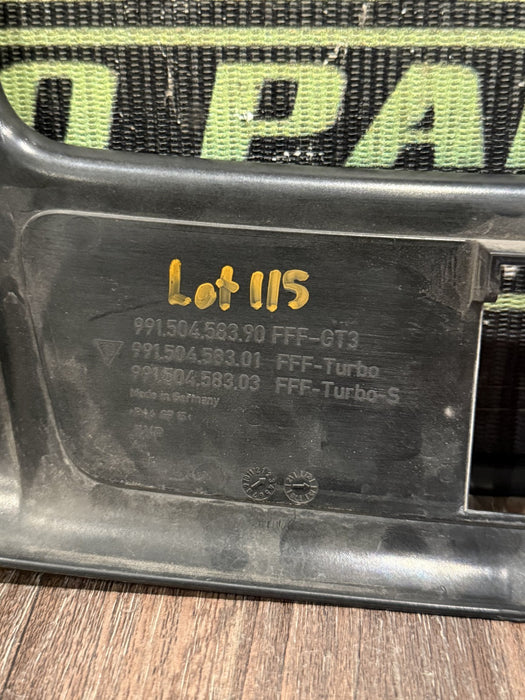 O PA
Lot 115
991.504.583.90 FFF-GT3
991.504.583.01 FFF-Turbo
991.504.583.03 FFF-Turbo-S
Made in Germany